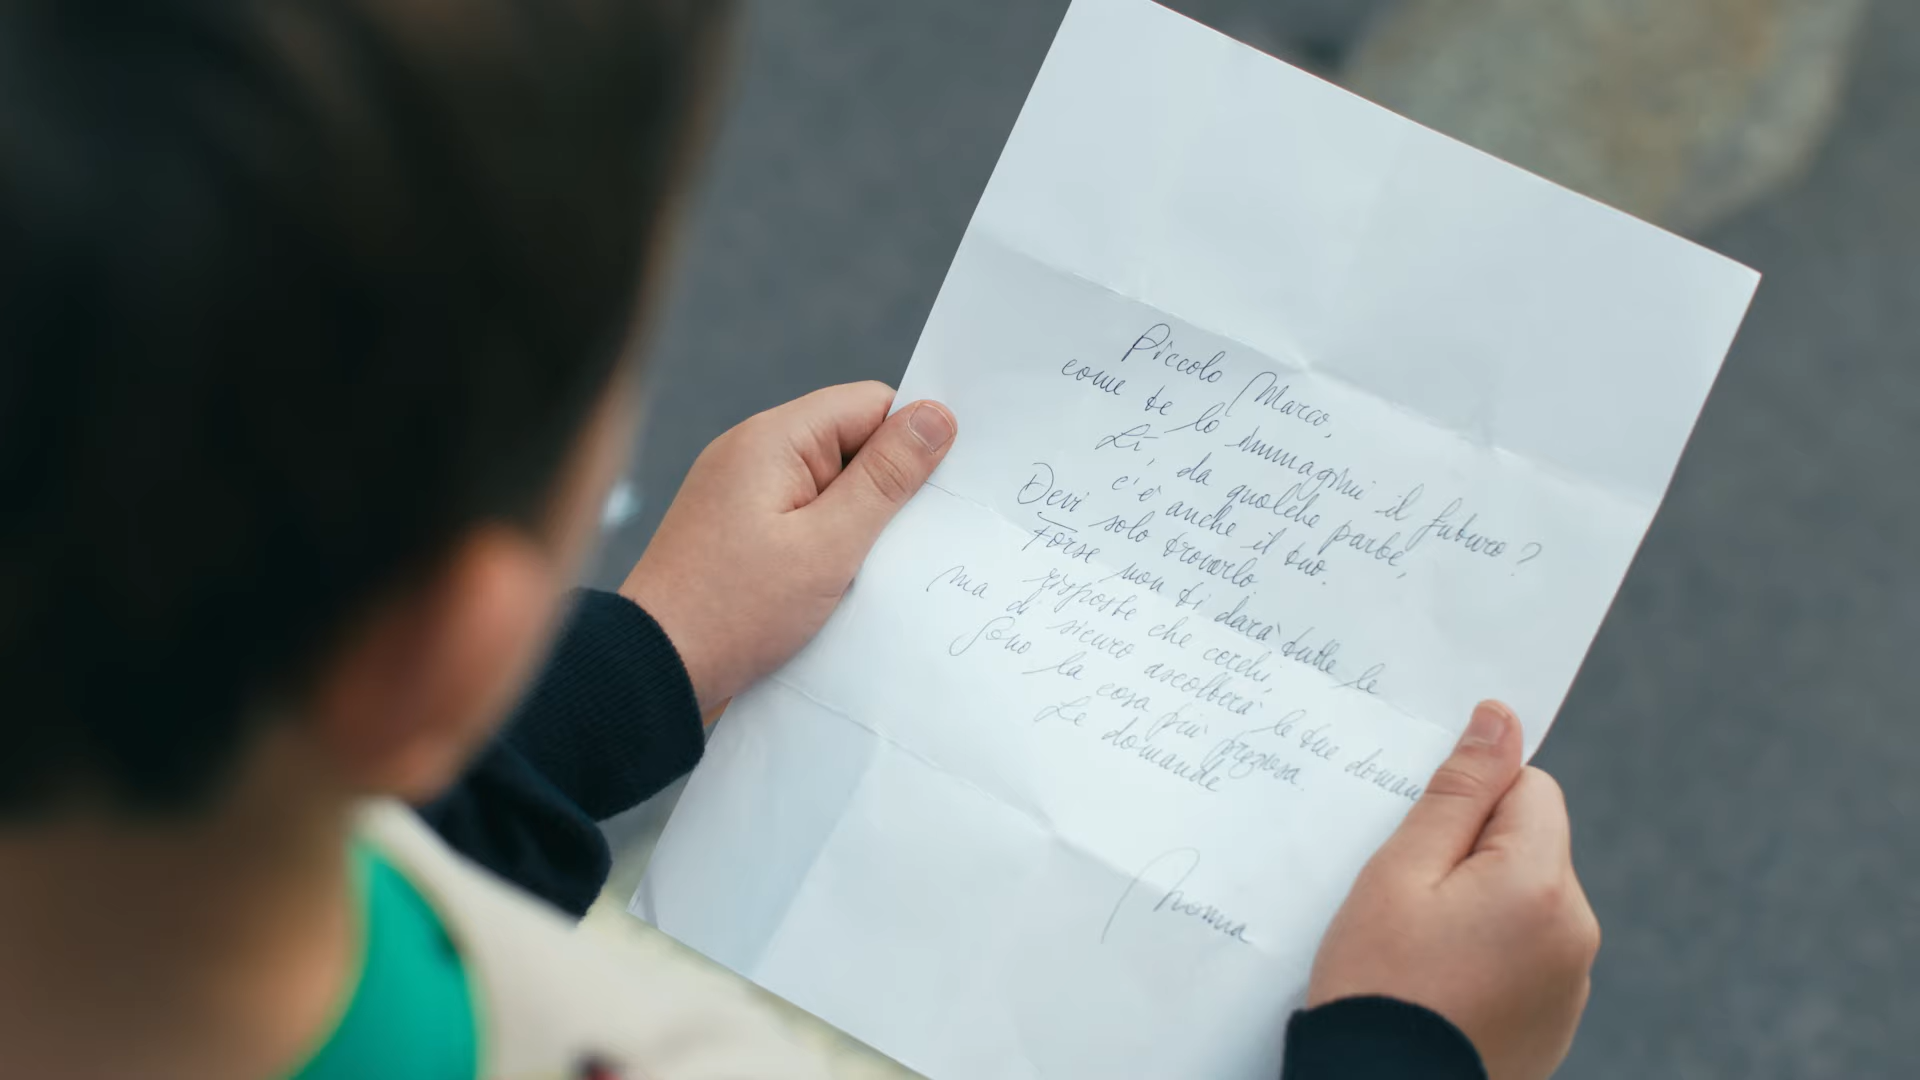 Piccolo Marco,
come te lo immagini il futuro?
Lì, da qualche parte,
c'è anche il tuo.
Devi solo trovarlo.
Forse non ti darà tutte le
risposte che cerchi,
ma di sicuro ascolterà le tue doman
Sono la cosa più preziosa.
Le domande
Nonna